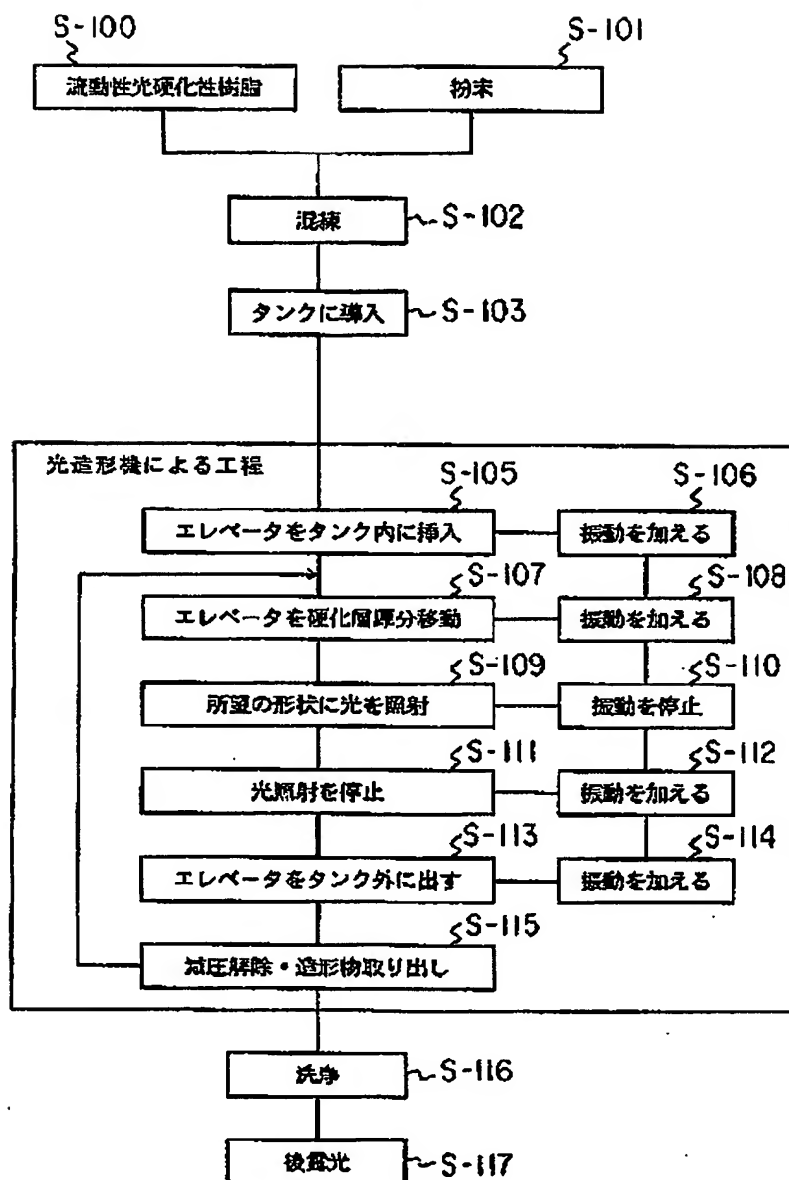 S-100
S-101
流動性光硬化性樹脂
粉末
混練
S-102
タンクに導入
S-103
光造形機による工程
S-105
S-106
エレベータをタンク内に挿入
振動を加える
S-107
S-108
エレベータを硬化層厚分移動
振動を加える
S-109
S-110
所望の形状に光を照射
振動を停止
S-111
S-112
光照射を停止
振動を加える
S-113
S-114
エレベータをタンク外に出す
振動を加える
S-115
減圧解除・造形物取り出し
洗浄
S-116
後露光
S-117